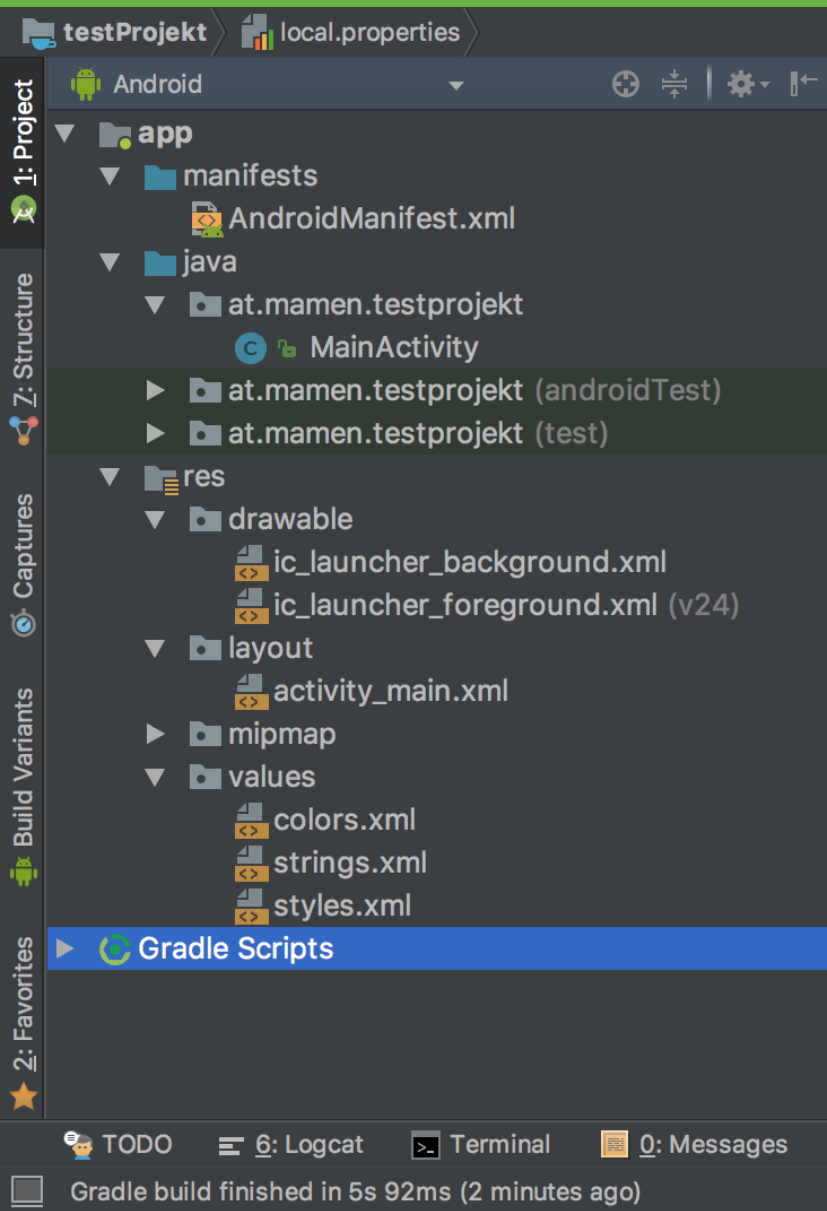 testProjekt local.properties
Android
1: Project
Z: Structure
Captures
Build Variants
2: Favorites
app
manifests
AndroidManifest.xml
java
at.mamen.testprojekt
C MainActivity
at.mamen.testprojekt (androidTest)
at.mamen.testprojekt (test)
res
drawable
ic_launcher_background.xml
ic_launcher_foreground.xml (v24)
layout
activity_main.xml
mipmap
values
colors.xml
strings.xml
styles.xml
Gradle Scripts
TODO 6: Logcat Terminal 0: Messages
Gradle build finished in 5s 92ms (2 minutes ago)